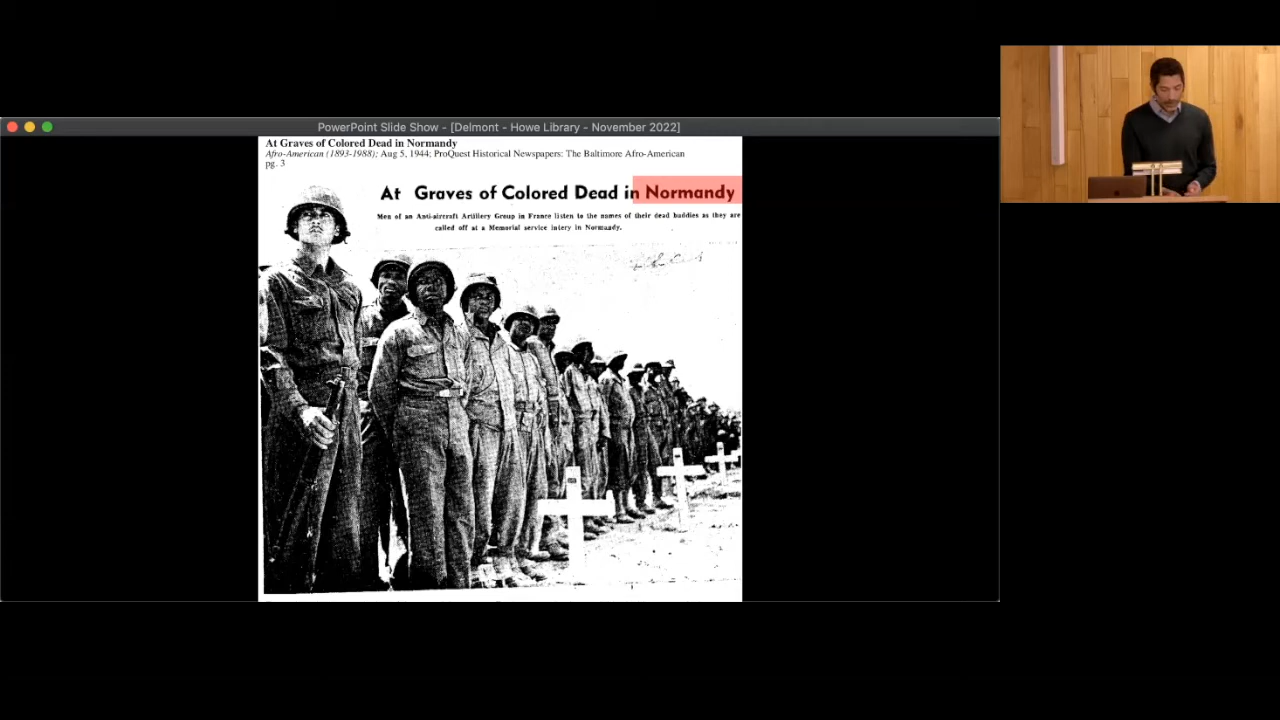 PowerPoint Slide Show - [Delmont - Howe Library - November 2022]
At Graves of Colored Dead in Normandy
Afro-American (1893-1988); Aug 5, 1944; ProQuest Historical Newspapers: The Baltimore Afro-American
pg. 3
At Graves of Colored Dead in Normandy
Men of an Anti-aircraft Artillery Group in France listen to the names of their dead buddies as they are
called off at a Memorial service intery in Normandy.